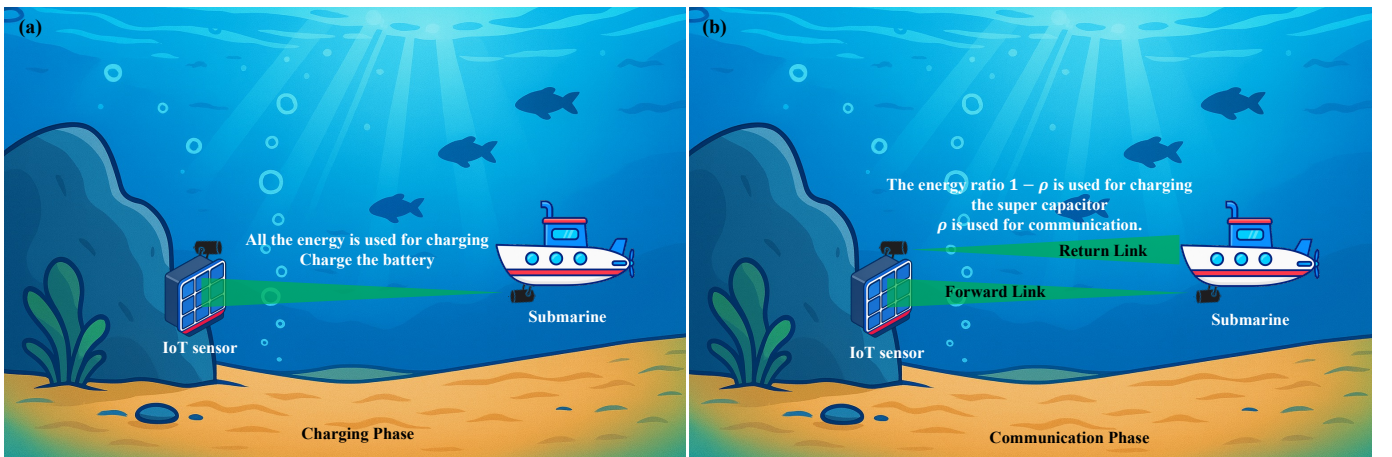 (a)
All the energy is used for charging
Charge the battery
Submarine
IoT sensor
Charging Phase
(b)
The energy ratio 1 − ρ is used for charging
the super capacitor
ρ is used for communication.
Return Link
Forward Link
Submarine
IoT sensor
Communication Phase